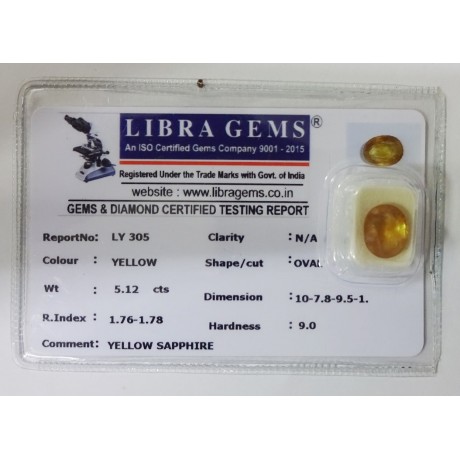 LIBRA GEMS®
An ISO Certified Gems Company 9001 - 2015
Registered Under the Trade Marks with Govt. of India
website : www.libragems.co.in
GEMS & DIAMOND CERTIFIED TESTING REPORT
ReportNo: LY 305 Clarity : N/A
Colour : YELLOW Shape/cut : OVAL
Wt : 5.12 cts Dimension : 10-7.8-9.5-1.
R.Index : 1.76-1.78 Hardness : 9.0
Comment: YELLOW SAPPHIRE